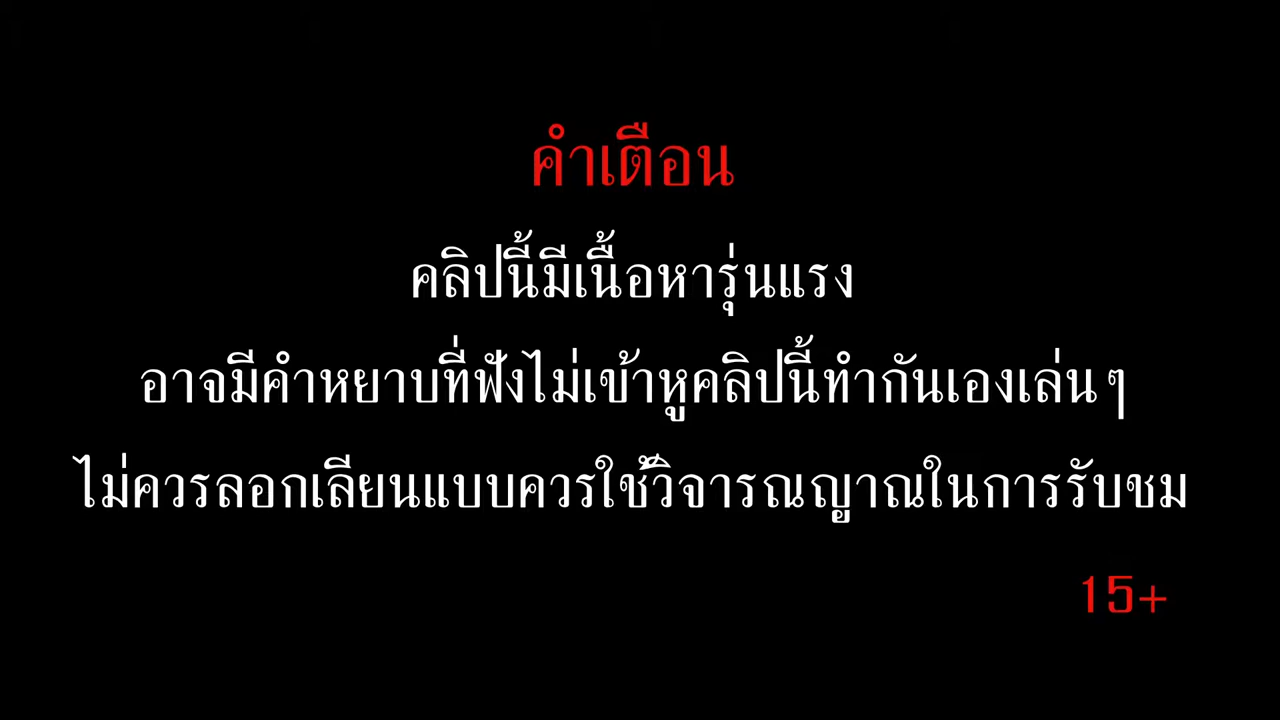 คำเตือน
คลิปนี้มีเนื้อหารุ่นแรง
อาจมีคำหยาบที่ฟังไม่เข้าหูคลิปนี้ทำกันเองเล่นๆ
ไม่ควรลอกเลียนแบบควรใช้วิจารณญาณในการรับชม
15+